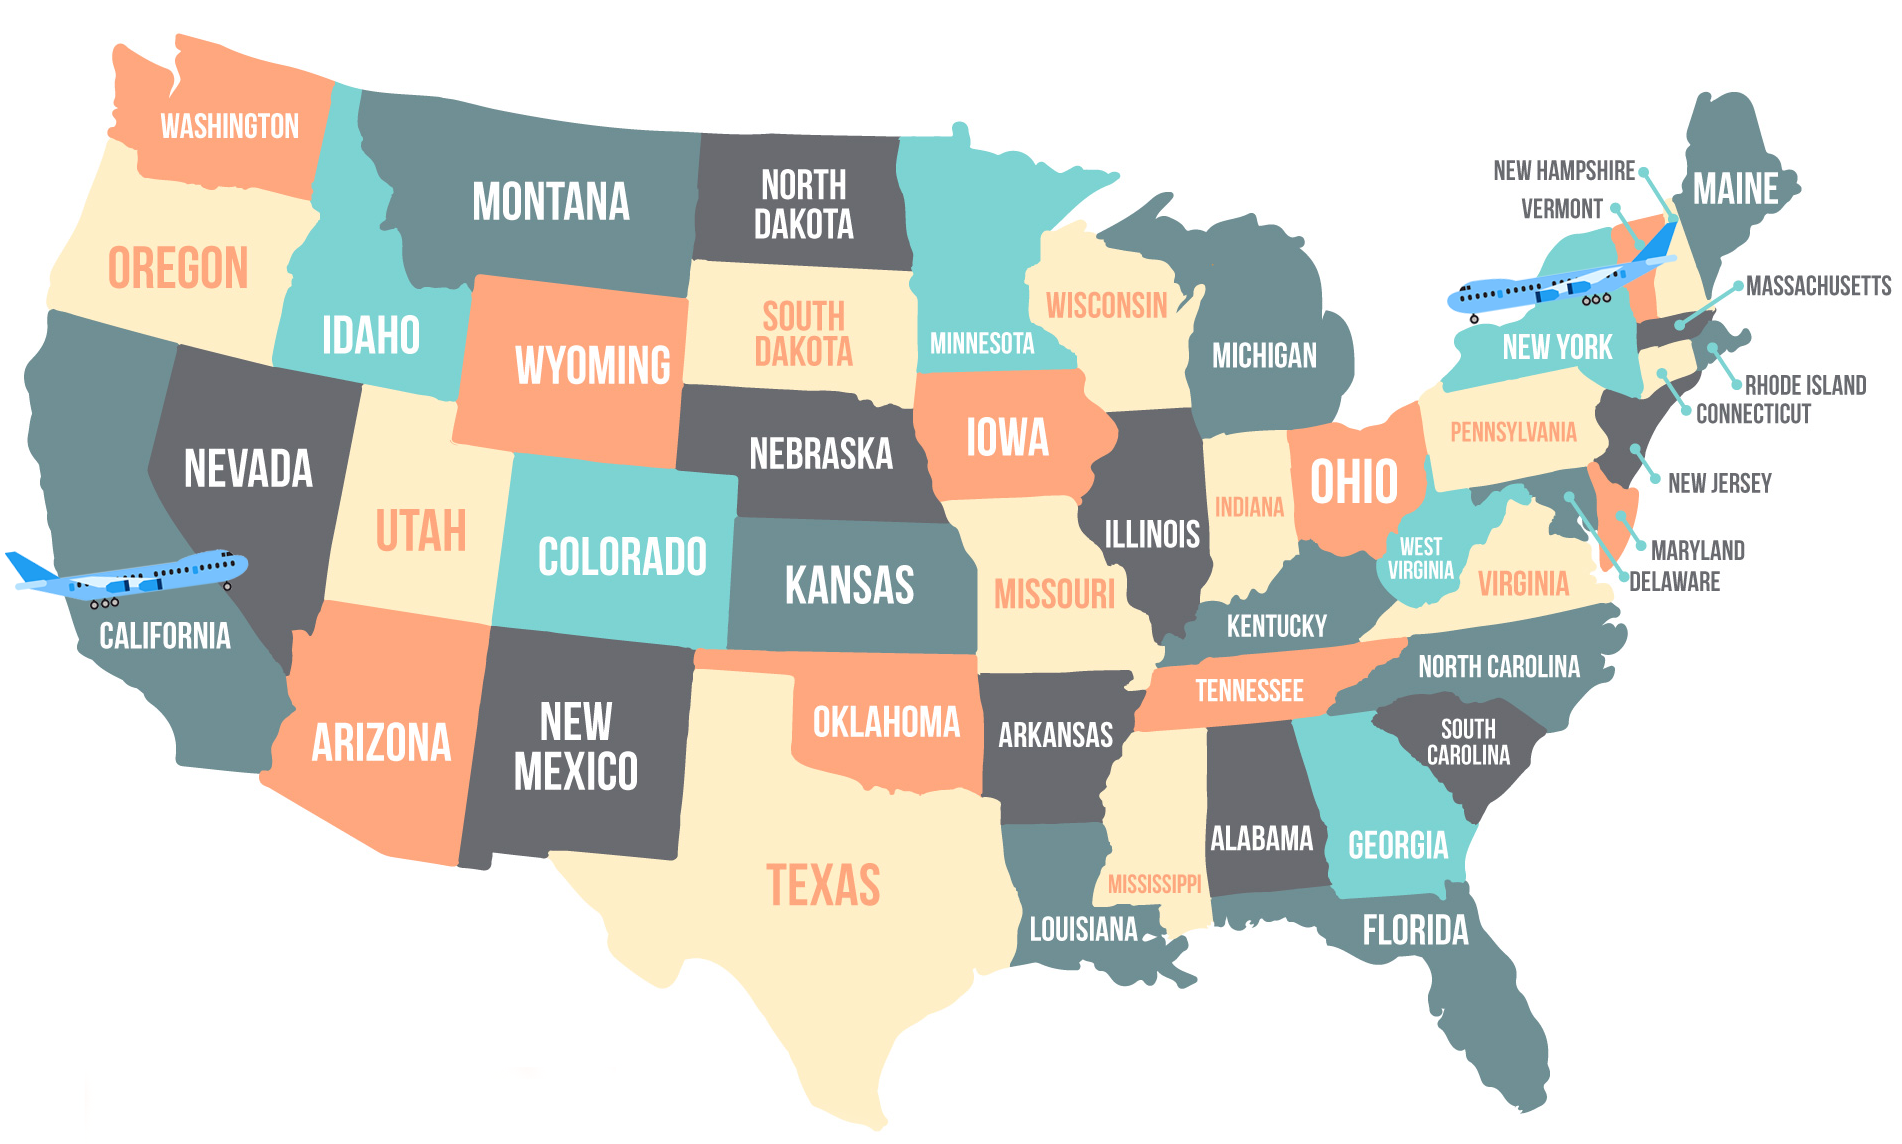 WASHINGTON
MONTANA
NORTH
DAKOTA
NEW HAMPSHIRE
VERMONT
MAINE
OREGON
IDAHO
WYOMING
SOUTH
DAKOTA
MINNESOTA
WISCONSIN
MICHIGAN
NEW YORK
MASSACHUSETTS
RHODE ISLAND
CONNECTICUT
NEVADA
UTAH
COLORADO
NEBRASKA
IOWA
ILLINOIS
INDIANA
OHIO
PENNSYLVANIA
NEW JERSEY
MARYLAND
DELAWARE
CALIFORNIA
KANSAS
MISSOURI
KENTUCKY
WEST
VIRGINIA
VIRGINIA
ARIZONA
NEW
MEXICO
OKLAHOMA
ARKANSAS
TENNESSEE
NORTH CAROLINA
SOUTH
CAROLINA
TEXAS
LOUISIANA
MISSISSIPPI
ALABAMA
GEORGIA
FLORIDA